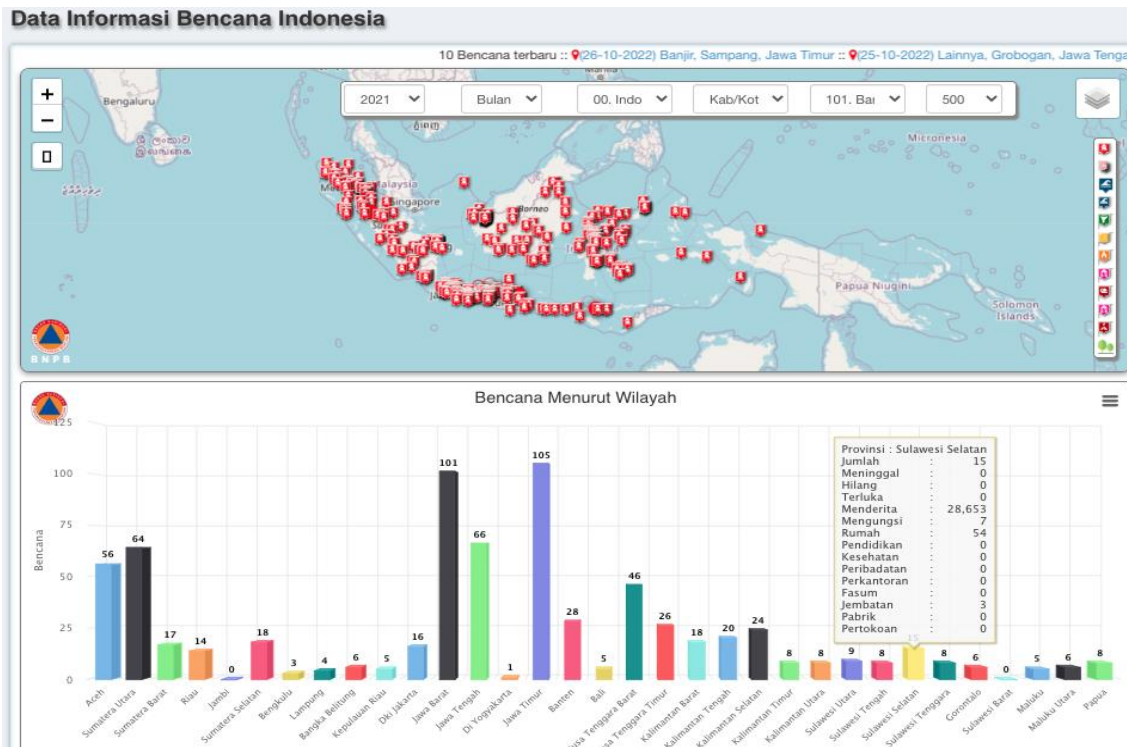 Data Informasi Bencana Indonesia
10 Bencana terbaru :: (26-10-2022) Banjir, Sampang, Jawa Timur :: (25-10-2022) Lainnya, Grobogan, Jawa Tenga
+
−
2021 Bulan 00. Indo Kab/Kot 101. Bai 500
Bengaluru
Micronesia
Malaysia
Singapore
Borneo
Papua Niugini
Solomon
Islands
BNPB
Bencana Menurut Wilayah
Bencana
125
100
75
50
25
0
56
64
17
14
0
18
3
4
6
5
16
101
66
1
105
28
5
46
26
18
20
24
8
8
9
8
15
8
6
0
5
6
8
Provinsi : Sulawesi Selatan
Jumlah : 15
Meninggal : 0
Hilang : 0
Terluka : 0
Menderita : 28,653
Mengungsi : 7
Rumah : 54
Pendidikan : 0
Kesehatan : 0
Peribadatan : 0
Perkantoran : 0
Fasum : 0
Jembatan : 3
Pabrik : 0
Pertokoan : 0
Aceh
Sumatera Utara
Sumatera Barat
Riau
Jambi
Sumatera Selatan
Bengkulu
Lampung
Bangka Belitung
Kepulauan Riau
Dki Jakarta
Jawa Barat
Jawa Tengah
Di Yogyakarta
Jawa Timur
Banten
Bali
usa Tenggara Barat
sa Tenggara Timur
Kalimantan Barat
Kalimantan Tengah
Kalimantan Selatan
Kalimantan Timur
Kalimantan Utara
Sulawesi Utara
Sulawesi Tengah
Sulawesi Selatan
Sulawesi Tenggara
Gorontalo
Sulawesi Barat
Maluku
Maluku Utara
Papua